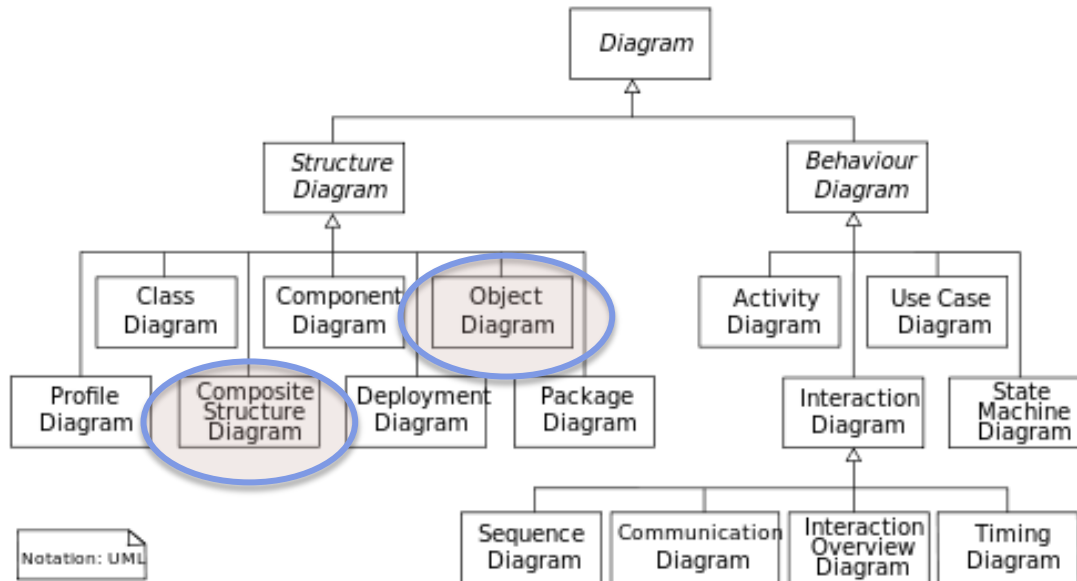 Diagram
Structure
Diagram
Behaviour
Diagram
Class
Diagram
Component
Diagram
Object
Diagram
Activity
Diagram
Use Case
Diagram
Profile
Diagram
Composite
Structure
Diagram
Deployment
Diagram
Package
Diagram
Interaction
Diagram
State
Machine
Diagram
Sequence
Diagram
Communication
Diagram
Interaction
Overview
Diagram
Timing
Diagram
Notation: UML